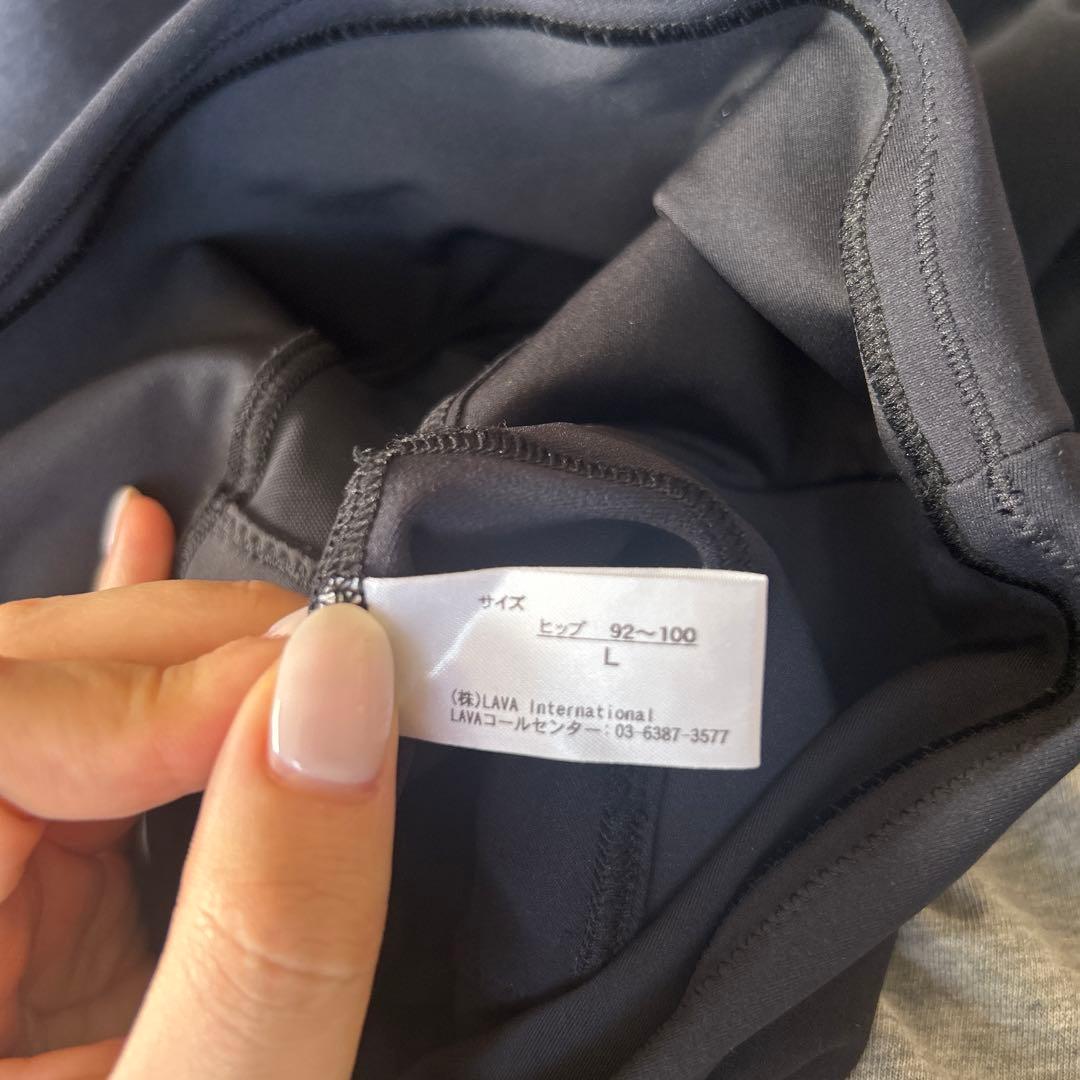 サイズ
ヒップ 92～100
L
(株)LAVA International
LAVAコールセンター：03-6387-3577